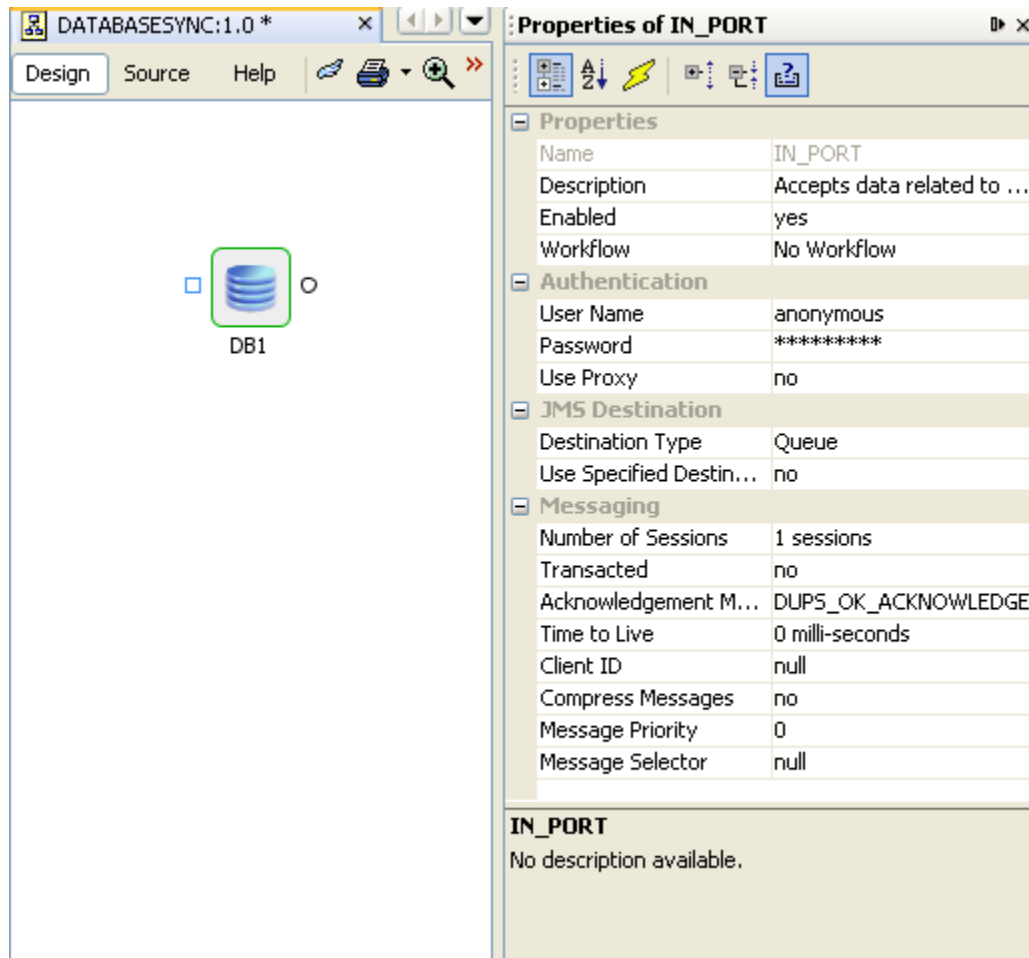 DATABASESYNC:1.0 *
Design Source Help
DB1
Properties of IN_PORT
Properties
Name IN_PORT
Description Accepts data related to ...
Enabled yes
Workflow No Workflow
Authentication
User Name anonymous
Password *********
Use Proxy no
JMS Destination
Destination Type Queue
Use Specified Destin... no
Messaging
Number of Sessions 1 sessions
Transacted no
Acknowledgement M... DUPS_OK_ACKNOWLEDGE
Time to Live 0 milli-seconds
Client ID null
Compress Messages no
Message Priority 0
Message Selector null
IN_PORT
No description available.